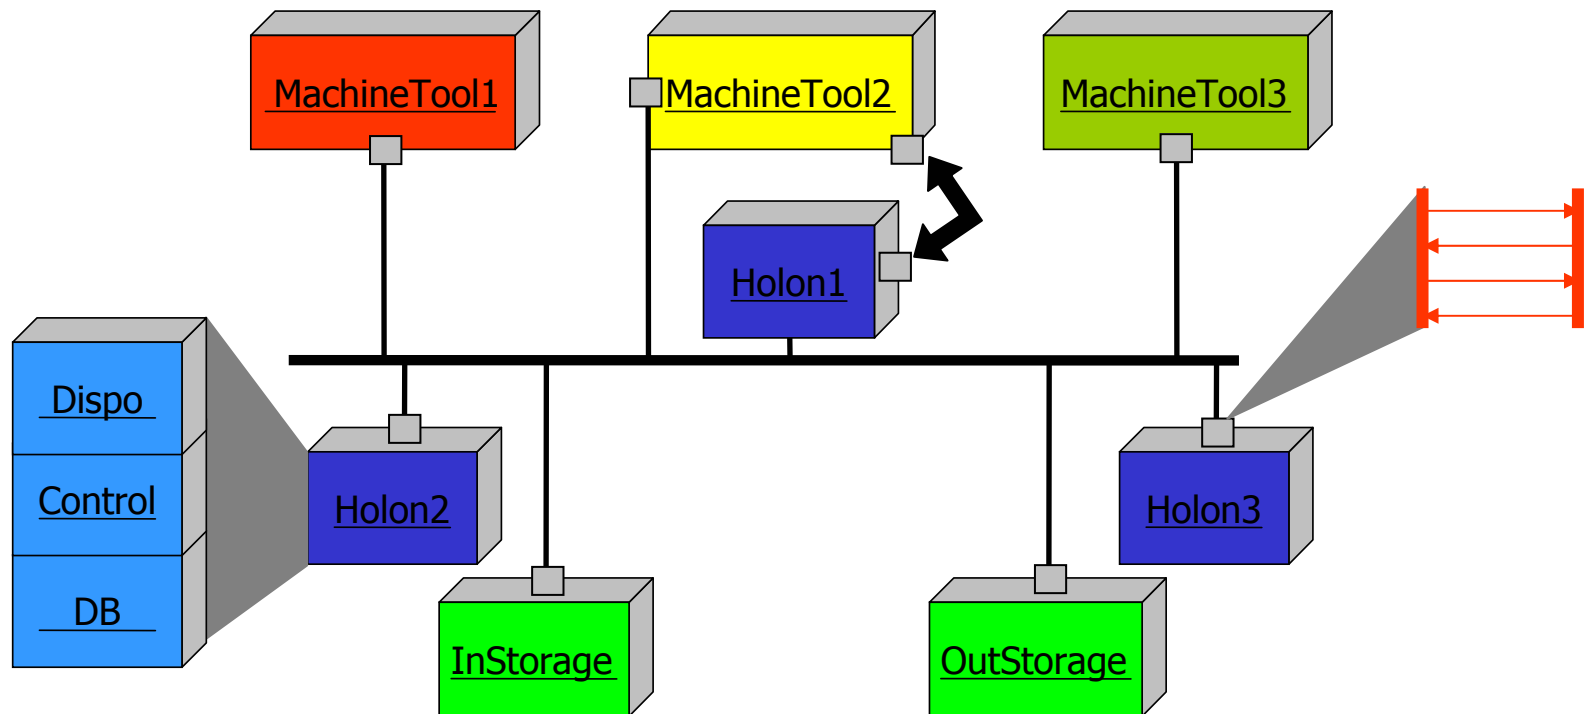 MachineTool1
MachineTool2
MachineTool3
Holon1
Dispo
Control
DB
Holon2
Holon3
InStorage
OutStorage